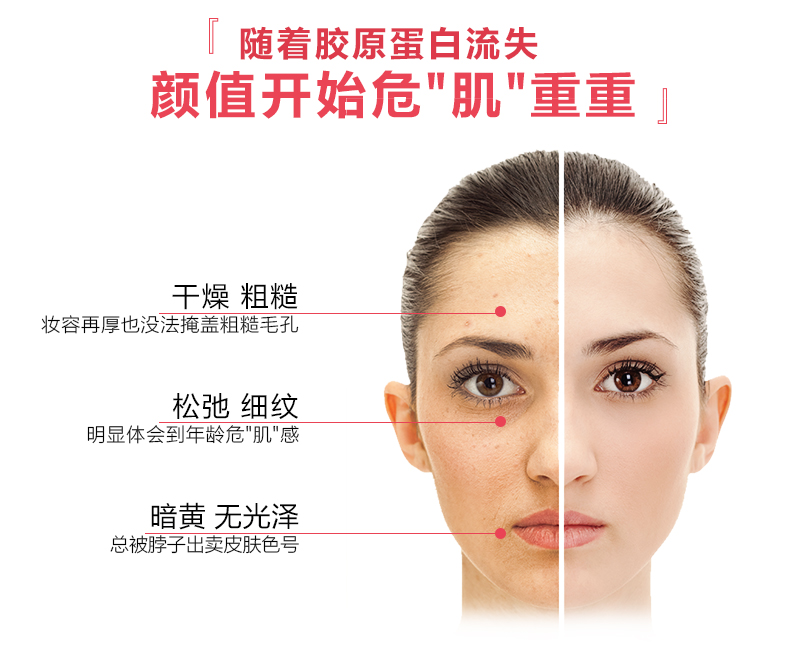 『 随着胶原蛋白流失
颜值开始危"肌"重重 』
干燥 粗糙
妆容再厚也没法掩盖粗糙毛孔
松弛 细纹
明显体会到年龄危"肌"感
暗黄 无光泽
总被脖子出卖皮肤色号